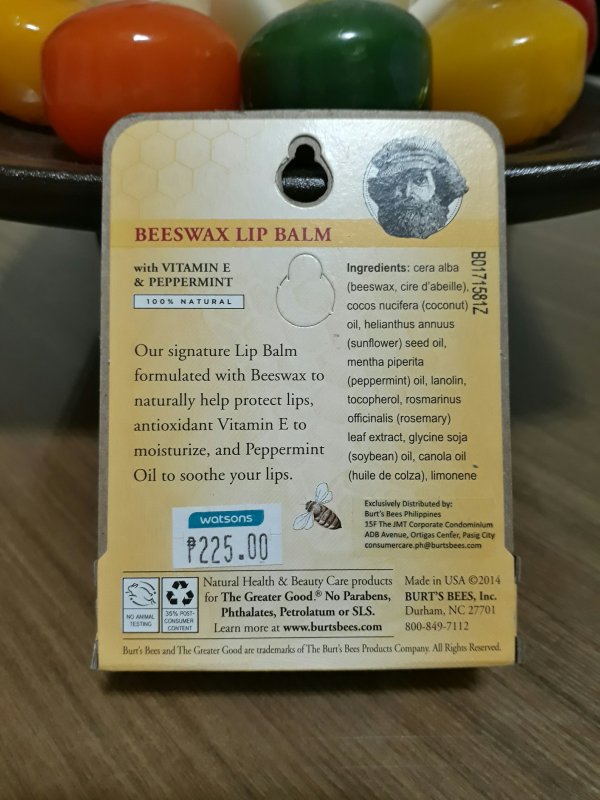 BEESWAX LIP BALM
with VITAMIN E
& PEPPERMINT
100% NATURAL
Our signature Lip Balm
formulated with Beeswax to
naturally help protect lips,
antioxidant Vitamin E to
moisturize, and Peppermint
Oil to soothe your lips.
Ingredients: cera alba
(beeswax, cire d'abeille),
cocos nucifera (coconut)
oil, helianthus annuus
(sunflower) seed oil,
mentha piperita
(peppermint) oil, lanolin,
tocopherol, rosmarinus
officinalis (rosemary)
leaf extract, glycine soja
(soybean) oil, canola oil
(huile de colza), limonene
B0171581Z
watsons
₱225.00
Exclusively Distributed by:
Burt's Bees Philippines
15F The JMT Corporate Condominium
ADB Avenue, Ortigas Center, Pasig City
consumercare.ph@burtsbees.com
NO ANIMAL
TESTING
35% POST-
CONSUMER
CONTENT
Natural Health & Beauty Care products
for The Greater Good.® No Parabens,
Phthalates, Petrolatum or SLS.
Learn more at www.burtsbees.com
Made in USA ©2014
BURT'S BEES, Inc.
Durham, NC 27701
800-849-7112
Burt's Bees and The Greater Good are trademarks of The Burt's Bees Products Company. All Rights Reserved.